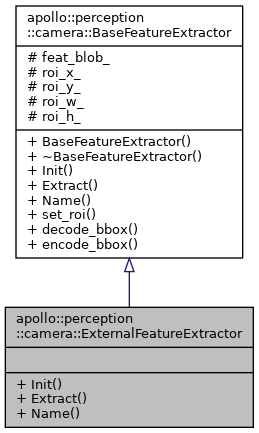 apollo::perception
::camera::BaseFeatureExtractor
# feat_blob_
# roi_x_
# roi_y_
# roi_w_
# roi_h_
+ BaseFeatureExtractor()
+ ~BaseFeatureExtractor()
+ Init()
+ Extract()
+ Name()
+ set_roi()
+ decode_bbox()
+ encode_bbox()
apollo::perception
::camera::ExternalFeatureExtractor
+ Init()
+ Extract()
+ Name()